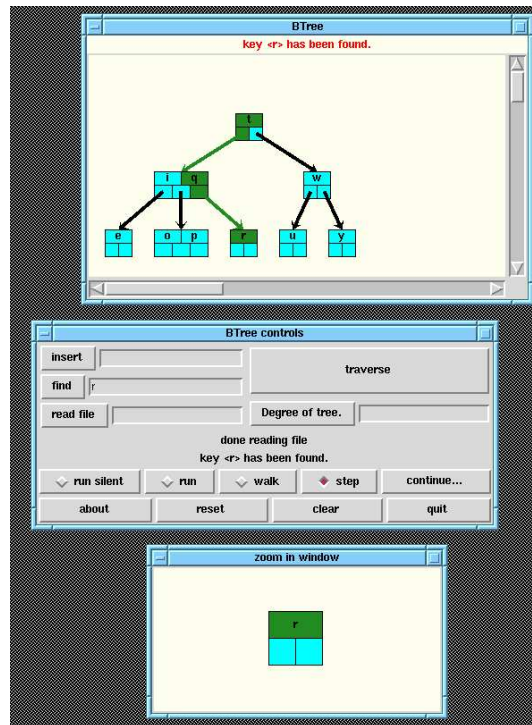 BTree
key <r> has been found.
t
i q w
e o p r u y
BTree controls
insert
traverse
find r
read file Degree of tree.
done reading file
key <r> has been found.
run silent run walk step continue...
about reset clear quit
zoom in window
r